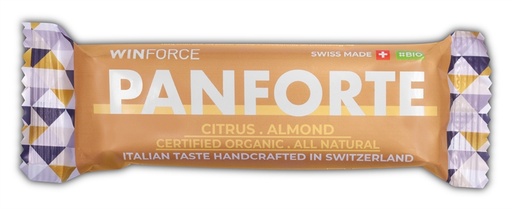 WINFORCE
SWISS MADE BIO
PANFORTE
CITRUS . ALMOND
CERTIFIED ORGANIC . ALL NATURAL
ITALIAN TASTE HANDCRAFTED IN SWITZERLAND